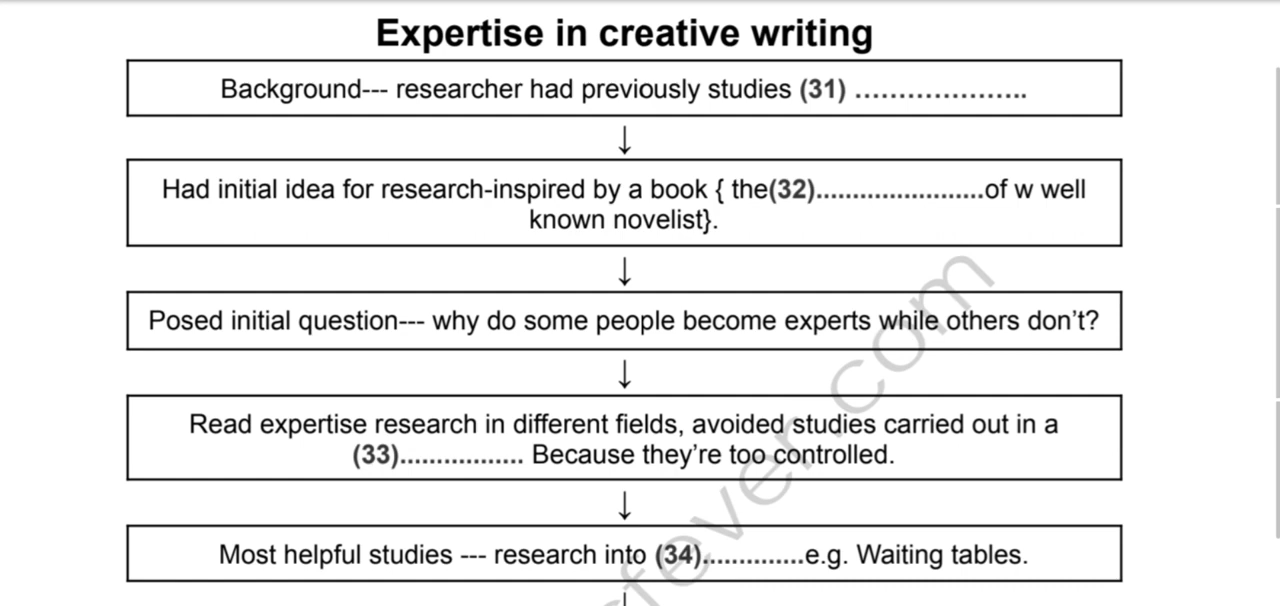 Expertise in creative writing
Background--- researcher had previously studies (31) ………………..
↓
Had initial idea for research-inspired by a book { the(32).......................of w well
known novelist}.
↓
Posed initial question--- why do some people become experts while others don’t?
↓
Read expertise research in different fields, avoided studies carried out in a
(33)................. Because they’re too controlled.
↓
Most helpful studies --- research into (34)..............e.g. Waiting tables.
fever.com